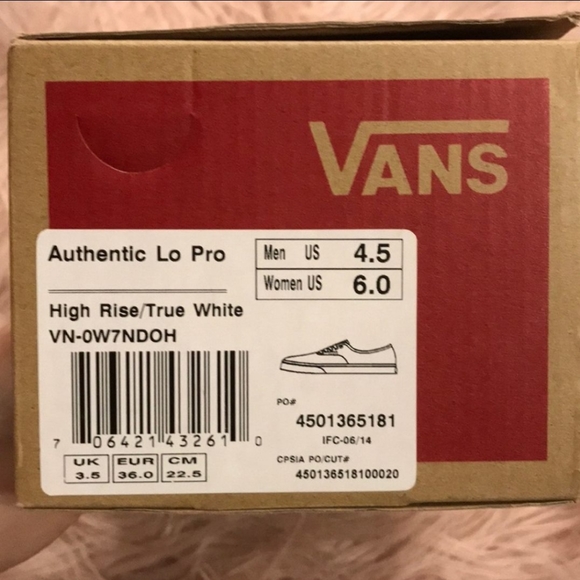 VANS
Authentic Lo Pro
Men US 4.5
Women US 6.0
High Rise/True White
VN-0W7NDOH
7 06421 43261 0
PO#
4501365181
IFC-06/14
CPSIA PO/CUT#
450136518100020
UK EUR CM
3.5 36.0 22.5